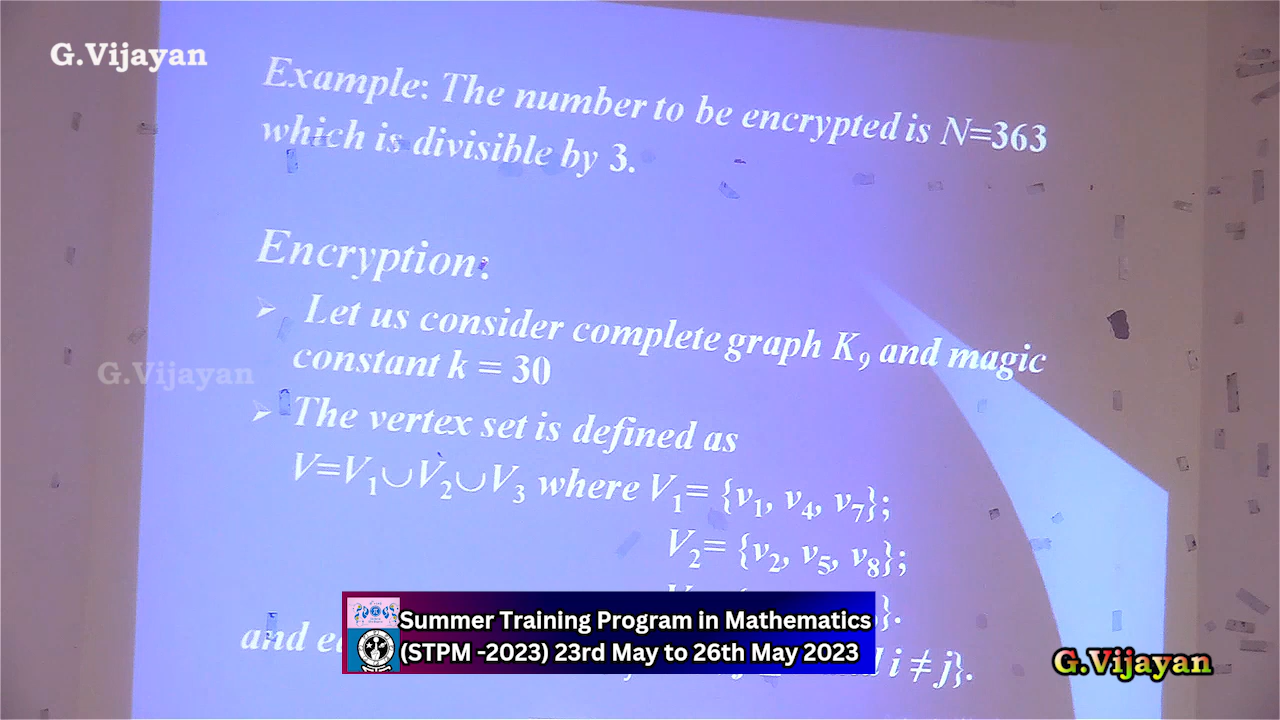 G.Vijayan
Example: The number to be encrypted is N=363
which is divisible by 3.
Encryption:
➢ Let us consider complete graph K₉ and magic
G.Vijayan
constant k = 30
➢ The vertex set is defined as
V=V₁∪V₂∪V₃ where V₁= {v₁, v₄, v₇};
V₂= {v₂, v₅, v₈};
}.
Summer Training Program in Mathematics
(STPM -2023) 23rd May to 26th May 2023
and
i ≠ j}.
G.Vijayan